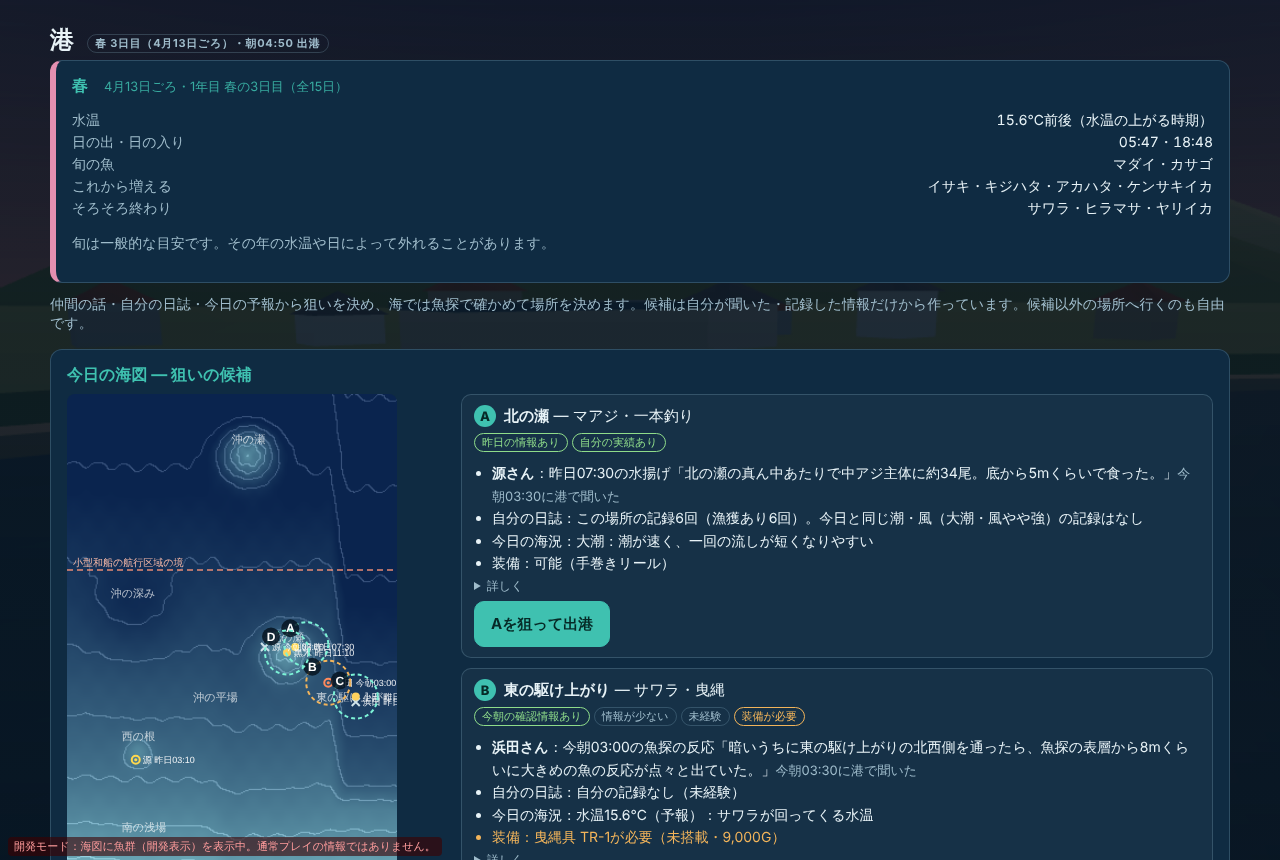 港 春 3日目（4月13日ごろ）・朝04:50 出港
春 4月13日ごろ・1年目 春の3日目（全15日）
水温 15.6℃前後（水温の上がる時期）
日の出・日の入り 05:47・18:48
旬の魚 マダイ・カサゴ
これから増える イサキ・キジハタ・アカハタ・ケンサキイカ
そろそろ終わり サワラ・ヒラマサ・ヤリイカ
旬は一般的な目安です。その年の水温や日によって外れることがあります。
仲間の話・自分の日誌・今日の予報から狙いを決め、海では魚探で確かめて場所を決めます。候補は自分が聞いた・記録した情報だけから作っています。候補以外の場所へ行くのも自由
です。
今日の海図 — 狙いの候補
沖の瀬
小型和船の航行区域の境
沖の深み
A
D
昨日07:30
昨日11:10
B
C
今朝03:00
沖の平場
西の根
源 昨日03:10
南の浅場
A 北の瀬 — マアジ・一本釣り
昨日の情報あり 自分の実績あり
源さん：昨日07:30の水揚げ「北の瀬の真ん中あたりで中アジ主体に約34尾。底から5mくらいで食った。」今
朝03:30に港で聞いた
自分の日誌：この場所の記録6回（漁獲あり6回）。今日と同じ潮・風（大潮・風やや強）の記録はなし
今日の海況：大潮：潮が速く、一回の流しが短くなりやすい
装備：可能（手巻きリール）
詳しく
Aを狙って出港
B 東の駆け上がり — サワラ・曳縄
今朝の確認情報あり 情報が少ない 未経験 装備が必要
浜田さん：今朝03:00の魚探の反応「暗いうちに東の駆け上がりの北西側を通ったら、魚探の表層から8mくら
いに大きめの魚の反応が点々と出ていた。」今朝03:30に港で聞いた
自分の日誌：自分の記録なし（未経験）
今日の海況：水温15.6℃（予報）：サワラが回ってくる水温
装備：曳縄具 TR-1が必要（未搭載・9,000G）
詳しく
開発モード：海図に魚群（開発表示）を表示中。通常プレイの情報ではありません。